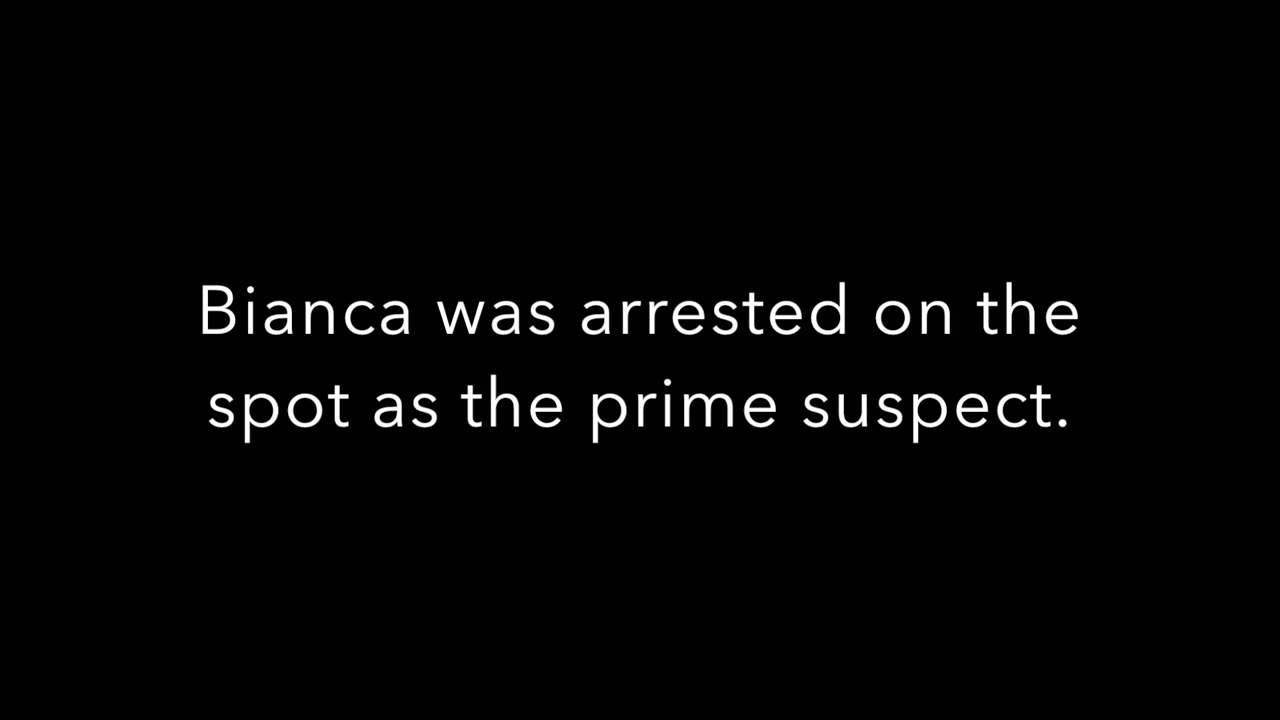 Bianca was arrested on the
spot as the prime suspect.